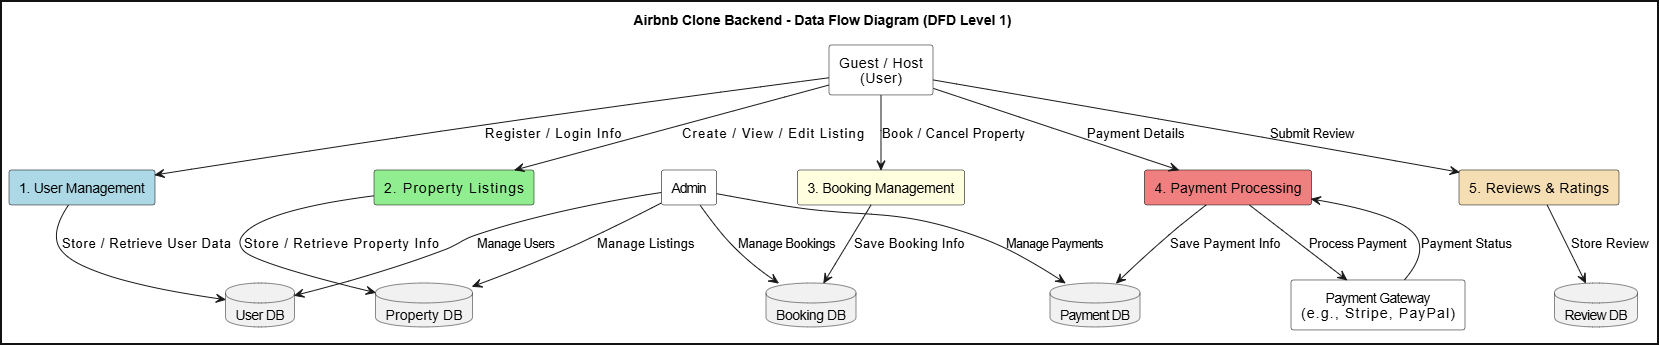 Airbnb Clone Backend - Data Flow Diagram (DFD Level 1)
Guest / Host
(User)
Register / Login Info
Create / View / Edit Listing
Book / Cancel Property
Payment Details
Submit Review
1. User Management
2. Property Listings
Admin
3. Booking Management
4. Payment Processing
5. Reviews & Ratings
Store / Retrieve User Data
Store / Retrieve Property Info
Manage Users
Manage Listings
Manage Bookings
Save Booking Info
Manage Payments
Save Payment Info
Process Payment
Payment Status
Store Review
User DB
Property DB
Booking DB
Payment DB
Payment Gateway
(e.g., Stripe, PayPal)
Review DB